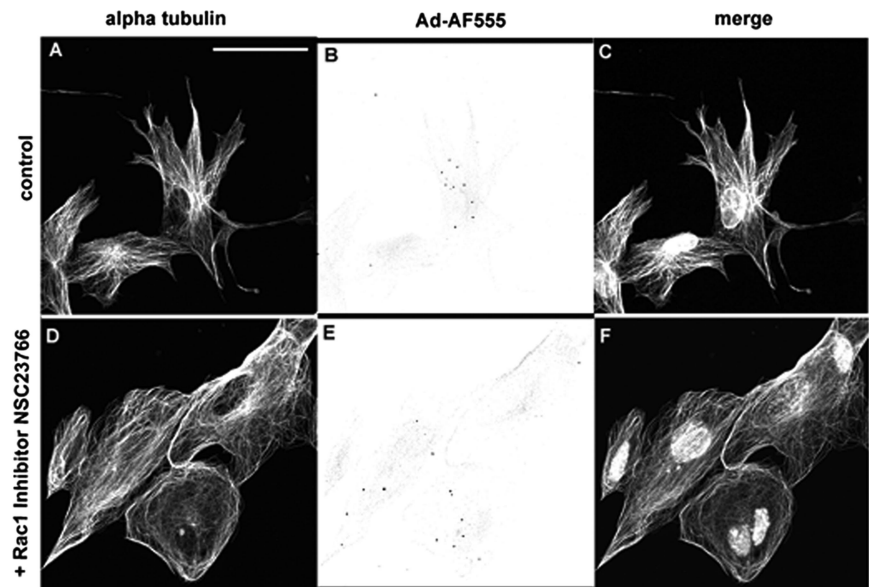 alpha tubulin Ad-AF555 merge
control
A B C
+ Rac1 Inhibitor NSC23766
D E F